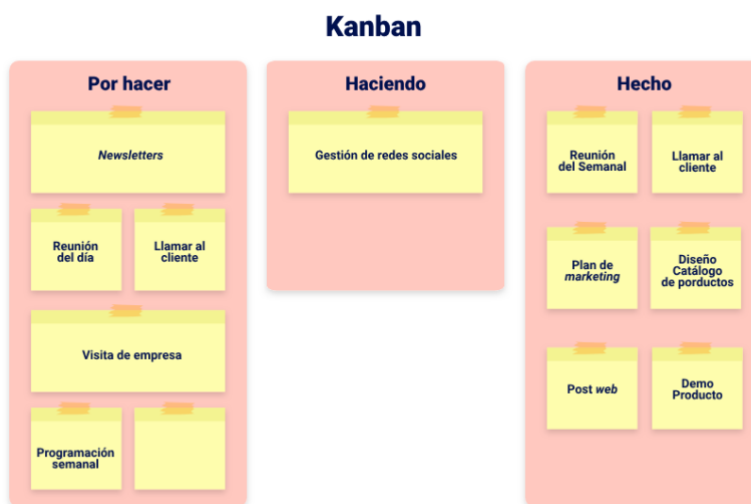 Kanban
Por hacer
Newsletters
Reunión
del día
Llamar al
cliente
Visita de empresa
Programación
semanal
Haciendo
Gestión de redes sociales
Hecho
Reunión
del Semanal
Llamar al
cliente
Plan de
marketing
Diseño
Catálogo
de porductos
Post web
Demo
Producto